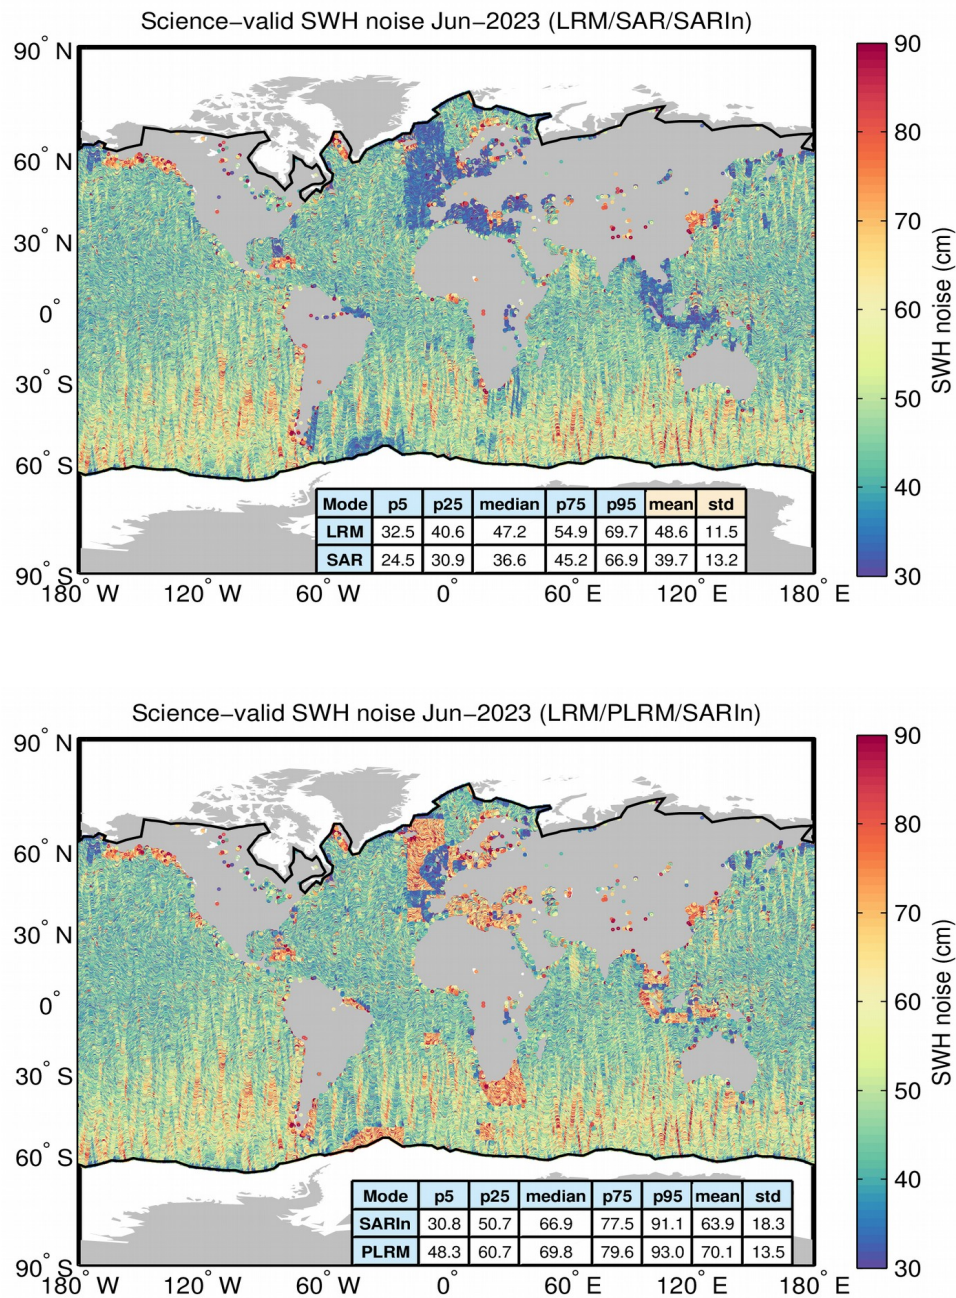 Science−valid SWH noise Jun−2023 (LRM/SAR/SARIn)
90° N
60° N
30° N
0°
30° S
60° S
90° S
180° W 120° W 60° W 0° 60° E 120° E 180° E
Mode p5 p25 median p75 p95 mean std
LRM 32.5 40.6 47.2 54.9 69.7 48.6 11.5
SAR 24.5 30.9 36.6 45.2 66.9 39.7 13.2
90
80
70
60
50
40
30
SWH noise (cm)
Science−valid SWH noise Jun−2023 (LRM/PLRM/SARIn)
90° N
60° N
30° N
0°
30° S
60° S
90° S
180° W 120° W 60° W 0° 60° E 120° E 180° E
Mode p5 p25 median p75 p95 mean std
SARIn 30.8 50.7 66.9 77.5 91.1 63.9 18.3
PLRM 48.3 60.7 69.8 79.6 93.0 70.1 13.5
90
80
70
60
50
40
30
SWH noise (cm)